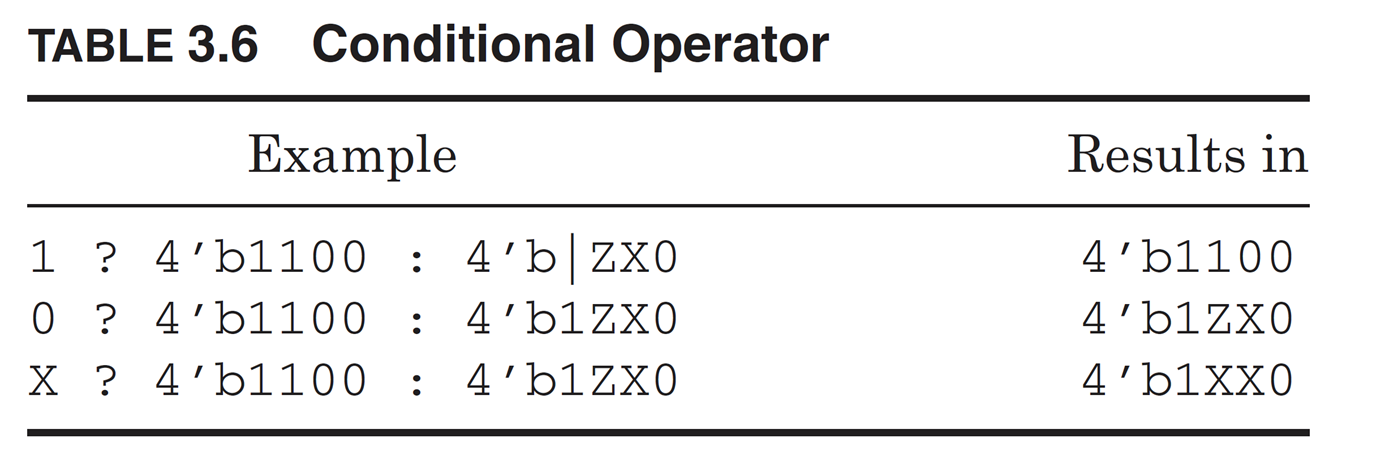 TABLE 3.6 Conditional Operator
Example Results in
1 ? 4’b1100 : 4’b|ZX0 4’b1100
0 ? 4’b1100 : 4’b1ZX0 4’b1ZX0
X ? 4’b1100 : 4’b1ZX0 4’b1XX0